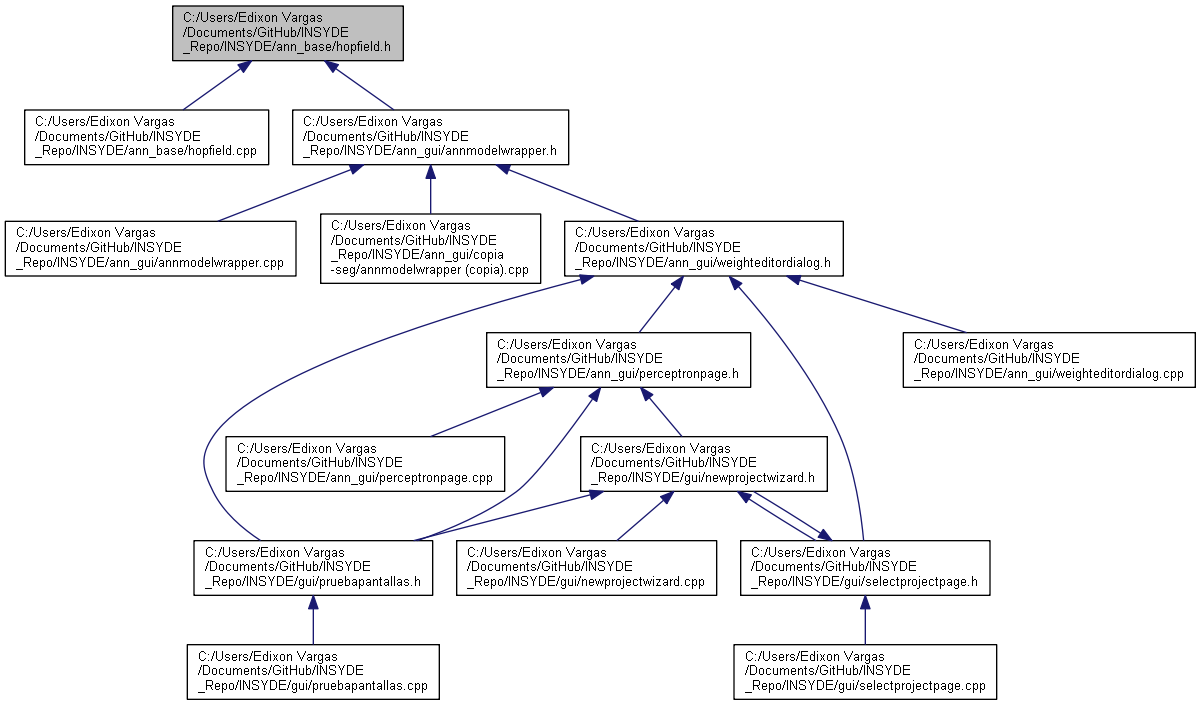 C:/Users/Edixon Vargas
/Documents/GitHub/INSYDE
_Repo/INSYDE/ann_base/hopfield.h
C:/Users/Edixon Vargas
/Documents/GitHub/INSYDE
_Repo/INSYDE/ann_base/hopfield.cpp
C:/Users/Edixon Vargas
/Documents/GitHub/INSYDE
_Repo/INSYDE/ann_gui/annmodelwrapper.h
C:/Users/Edixon Vargas
/Documents/GitHub/INSYDE
_Repo/INSYDE/ann_gui/annmodelwrapper.cpp
C:/Users/Edixon Vargas
/Documents/GitHub/INSYDE
_Repo/INSYDE/ann_gui/copia
-seg/annmodelwrapper (copia).cpp
C:/Users/Edixon Vargas
/Documents/GitHub/INSYDE
_Repo/INSYDE/ann_gui/weighteditordialog.h
C:/Users/Edixon Vargas
/Documents/GitHub/INSYDE
_Repo/INSYDE/ann_gui/perceptronpage.h
C:/Users/Edixon Vargas
/Documents/GitHub/INSYDE
_Repo/INSYDE/ann_gui/weighteditordialog.cpp
C:/Users/Edixon Vargas
/Documents/GitHub/INSYDE
_Repo/INSYDE/ann_gui/perceptronpage.cpp
C:/Users/Edixon Vargas
/Documents/GitHub/INSYDE
_Repo/INSYDE/gui/newprojectwizard.h
C:/Users/Edixon Vargas
/Documents/GitHub/INSYDE
_Repo/INSYDE/gui/pruebapantallas.h
C:/Users/Edixon Vargas
/Documents/GitHub/INSYDE
_Repo/INSYDE/gui/newprojectwizard.cpp
C:/Users/Edixon Vargas
/Documents/GitHub/INSYDE
_Repo/INSYDE/gui/selectprojectpage.h
C:/Users/Edixon Vargas
/Documents/GitHub/INSYDE
_Repo/INSYDE/gui/pruebapantallas.cpp
C:/Users/Edixon Vargas
/Documents/GitHub/INSYDE
_Repo/INSYDE/gui/selectprojectpage.cpp